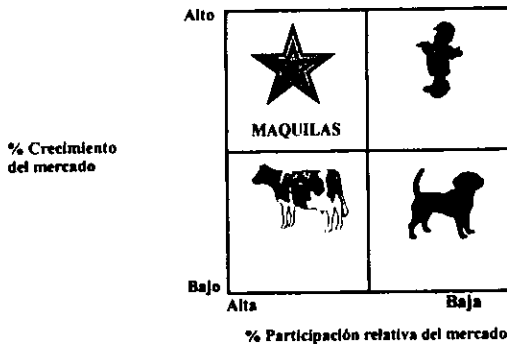 Alto
MAQUILAS
% Crecimiento
del mercado
Bajo
Alta
Baja
% Participación relativa del mercado